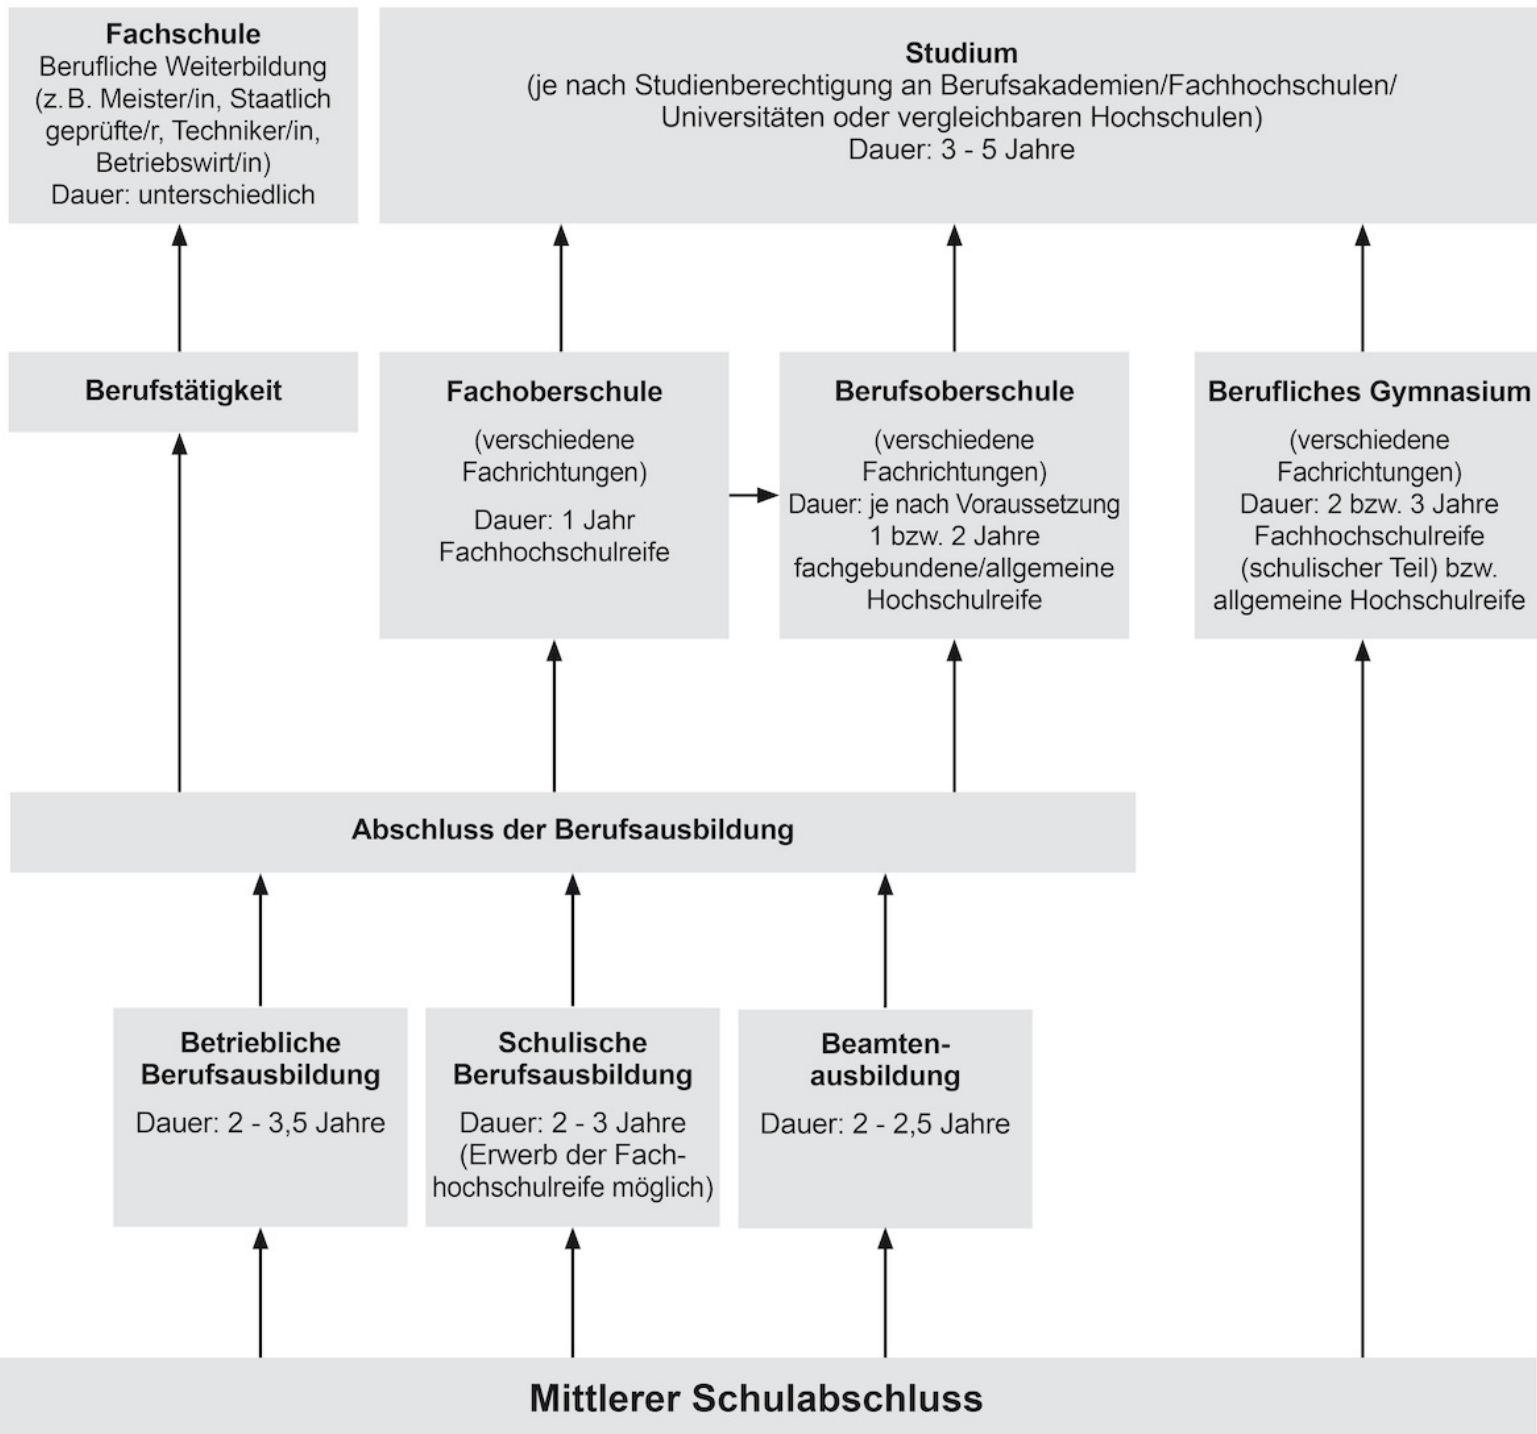 Fachschule
Berufliche Weiterbildung
(z. B. Meister/in, Staatlich
geprüfte/r, Techniker/in,
Betriebswirt/in)
Dauer: unterschiedlich
Studium
(je nach Studienberechtigung an Berufsakademien/Fachhochschulen/
Universitäten oder vergleichbaren Hochschulen)
Dauer: 3 - 5 Jahre
Berufstätigkeit
Fachoberschule
(verschiedene
Fachrichtungen)
Dauer: 1 Jahr
Fachhochschulreife
Berufsoberschule
(verschiedene
Fachrichtungen)
Dauer: je nach Voraussetzung
1 bzw. 2 Jahre
fachgebundene/allgemeine
Hochschulreife
Berufliches Gymnasium
(verschiedene
Fachrichtungen)
Dauer: 2 bzw. 3 Jahre
Fachhochschulreife
(schulischer Teil) bzw.
allgemeine Hochschulreife
Abschluss der Berufsausbildung
Betriebliche
Berufsausbildung
Dauer: 2 - 3,5 Jahre
Schulische
Berufsausbildung
Dauer: 2 - 3 Jahre
(Erwerb der Fach-
hochschulreife möglich)
Beamten-
ausbildung
Dauer: 2 - 2,5 Jahre
Mittlerer Schulabschluss